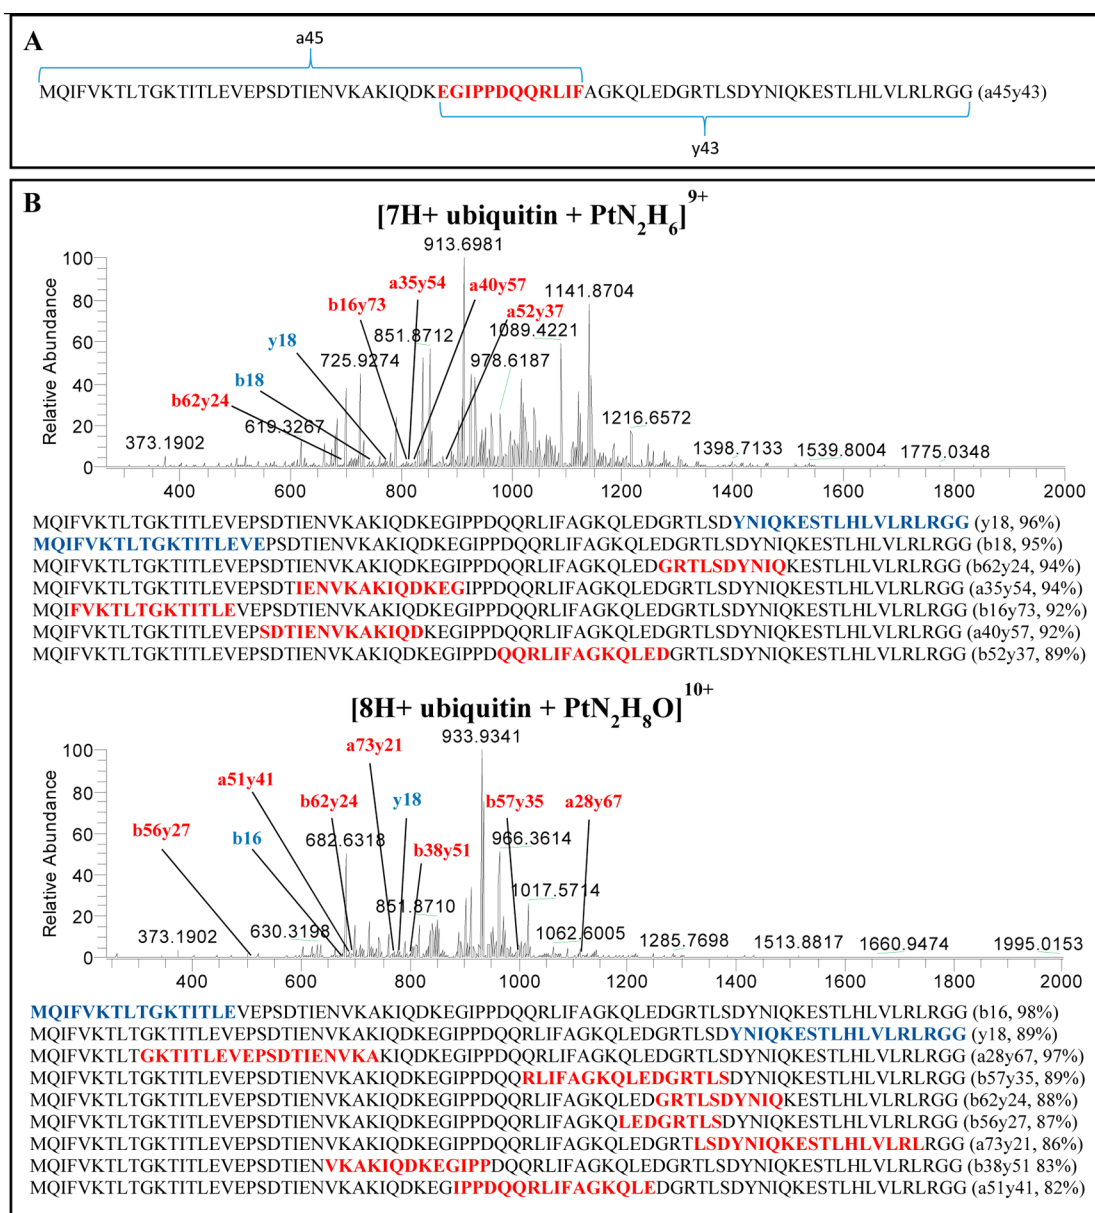 A
a45
MQIFVKTLTGKTITLEVEPSDTIENVKAKIQDKEGIPPDQQRLIFAGKQLEDGRTLSDYNIQKESTLHLVLRLRGG (a45y43)
y43
B
[7H+ ubiquitin + PtN2H6]9+
913.6981
100
a35y54
a40y57
1141.8704
80
b16y73
a52y37
851.8712
1089.4221
60
y18
725.9274
978.6187
b18
40
b62y24
619.3267
1216.6572
20
373.1902
1398.7133
1539.8004
1775.0348
0
Relative Abundance
400 600 800 1000 1200 1400 1600 1800 2000
MQIFVKTLTGKTITLEVEPSDTIENVKAKIQDKEGIPPDQQRLIFAGKQLEDGRTLSDYNIQKESTLHLVLRLRGG (y18, 96%)
MQIFVKTLTGKTITLEVEPSDTIENVKAKIQDKEGIPPDQQRLIFAGKQLEDGRTLSDYNIQKESTLHLVLRLRGG (b18, 95%)
MQIFVKTLTGKTITLEVEPSDTIENVKAKIQDKEGIPPDQQRLIFAGKQLEDGRTLSDYNIQKESTLHLVLRLRGG (b62y24, 94%)
MQIFVKTLTGKTITLEVEPSDTIENVKAKIQDKEGIPPDQQRLIFAGKQLEDGRTLSDYNIQKESTLHLVLRLRGG (a35y54, 94%)
MQIFVKTLTGKTITLEVEPSDTIENVKAKIQDKEGIPPDQQRLIFAGKQLEDGRTLSDYNIQKESTLHLVLRLRGG (b16y73, 92%)
MQIFVKTLTGKTITLEVEPSDTIENVKAKIQDKEGIPPDQQRLIFAGKQLEDGRTLSDYNIQKESTLHLVLRLRGG (a40y57, 92%)
MQIFVKTLTGKTITLEVEPSDTIENVKAKIQDKEGIPPDQQRLIFAGKQLEDGRTLSDYNIQKESTLHLVLRLRGG (b52y37, 89%)
[8H+ ubiquitin + PtN2H8O]10+
933.9341
100
a73y21
a51y41
80
b62y24
y18
b57y35
a28y67
b56y27
b16
682.6318
b38y51
966.3614
60
40
851.8710
1017.5714
630.3198
1062.6005
20
373.1902
1285.7698
1513.8817
1660.9474
1995.0153
0
Relative Abundance
400 600 800 1000 1200 1400 1600 1800 2000
MQIFVKTLTGKTITLEVEPSDTIENVKAKIQDKEGIPPDQQRLIFAGKQLEDGRTLSDYNIQKESTLHLVLRLRGG (b16, 98%)
MQIFVKTLTGKTITLEVEPSDTIENVKAKIQDKEGIPPDQQRLIFAGKQLEDGRTLSDYNIQKESTLHLVLRLRGG (y18, 89%)
MQIFVKTLTGKTITLEVEPSDTIENVKAKIQDKEGIPPDQQRLIFAGKQLEDGRTLSDYNIQKESTLHLVLRLRGG (a28y67, 97%)
MQIFVKTLTGKTITLEVEPSDTIENVKAKIQDKEGIPPDQQRLIFAGKQLEDGRTLSDYNIQKESTLHLVLRLRGG (b57y35, 89%)
MQIFVKTLTGKTITLEVEPSDTIENVKAKIQDKEGIPPDQQRLIFAGKQLEDGRTLSDYNIQKESTLHLVLRLRGG (b62y24, 88%)
MQIFVKTLTGKTITLEVEPSDTIENVKAKIQDKEGIPPDQQRLIFAGKQLEDGRTLSDYNIQKESTLHLVLRLRGG (b56y27, 87%)
MQIFVKTLTGKTITLEVEPSDTIENVKAKIQDKEGIPPDQQRLIFAGKQLEDGRTLSDYNIQKESTLHLVLRLRGG (a73y21, 86%)
MQIFVKTLTGKTITLEVEPSDTIENVKAKIQDKEGIPPDQQRLIFAGKQLEDGRTLSDYNIQKESTLHLVLRLRGG (b38y51 83%)
MQIFVKTLTGKTITLEVEPSDTIENVKAKIQDKEGIPPDQQRLIFAGKQLEDGRTLSDYNIQKESTLHLVLRLRGG (a51y41, 82%)